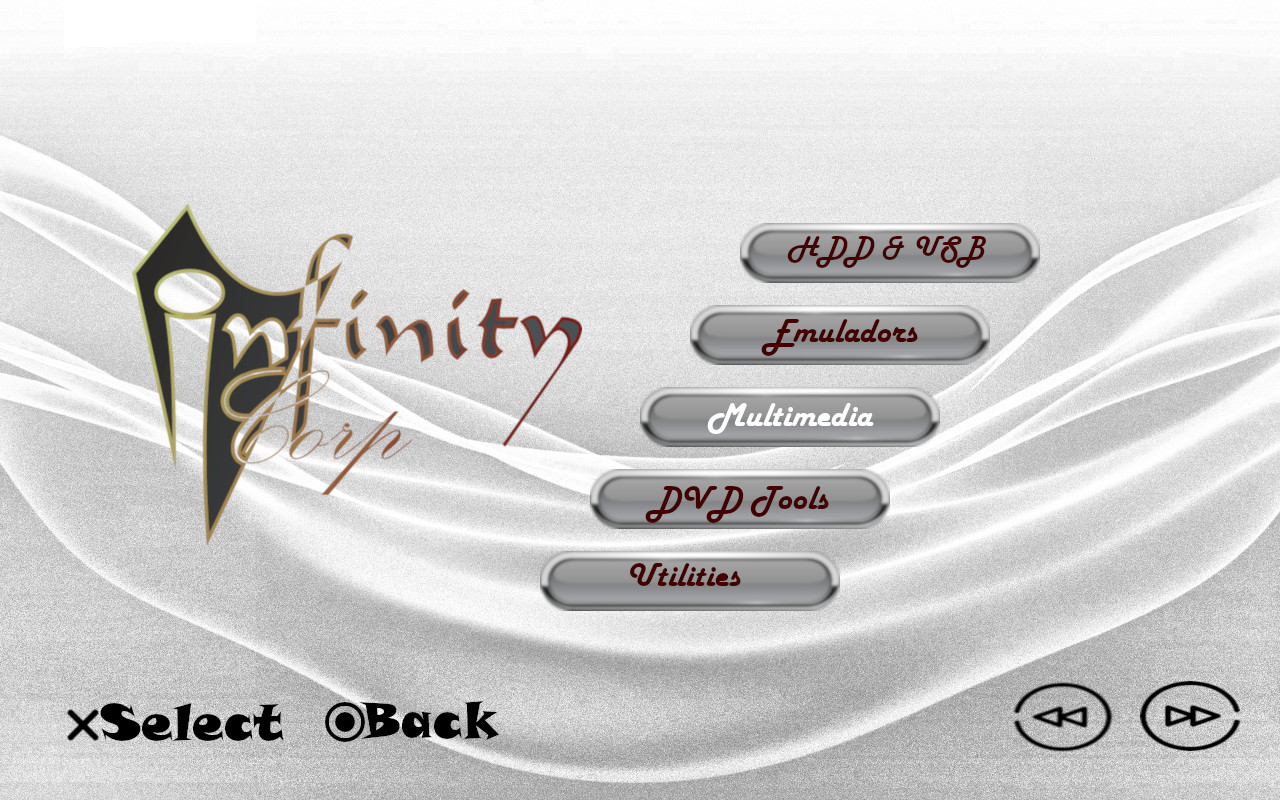 infinity
Corp
HDD & USB
Emuladors
Multimedia
DVD Tools
Utilities
Select
Back